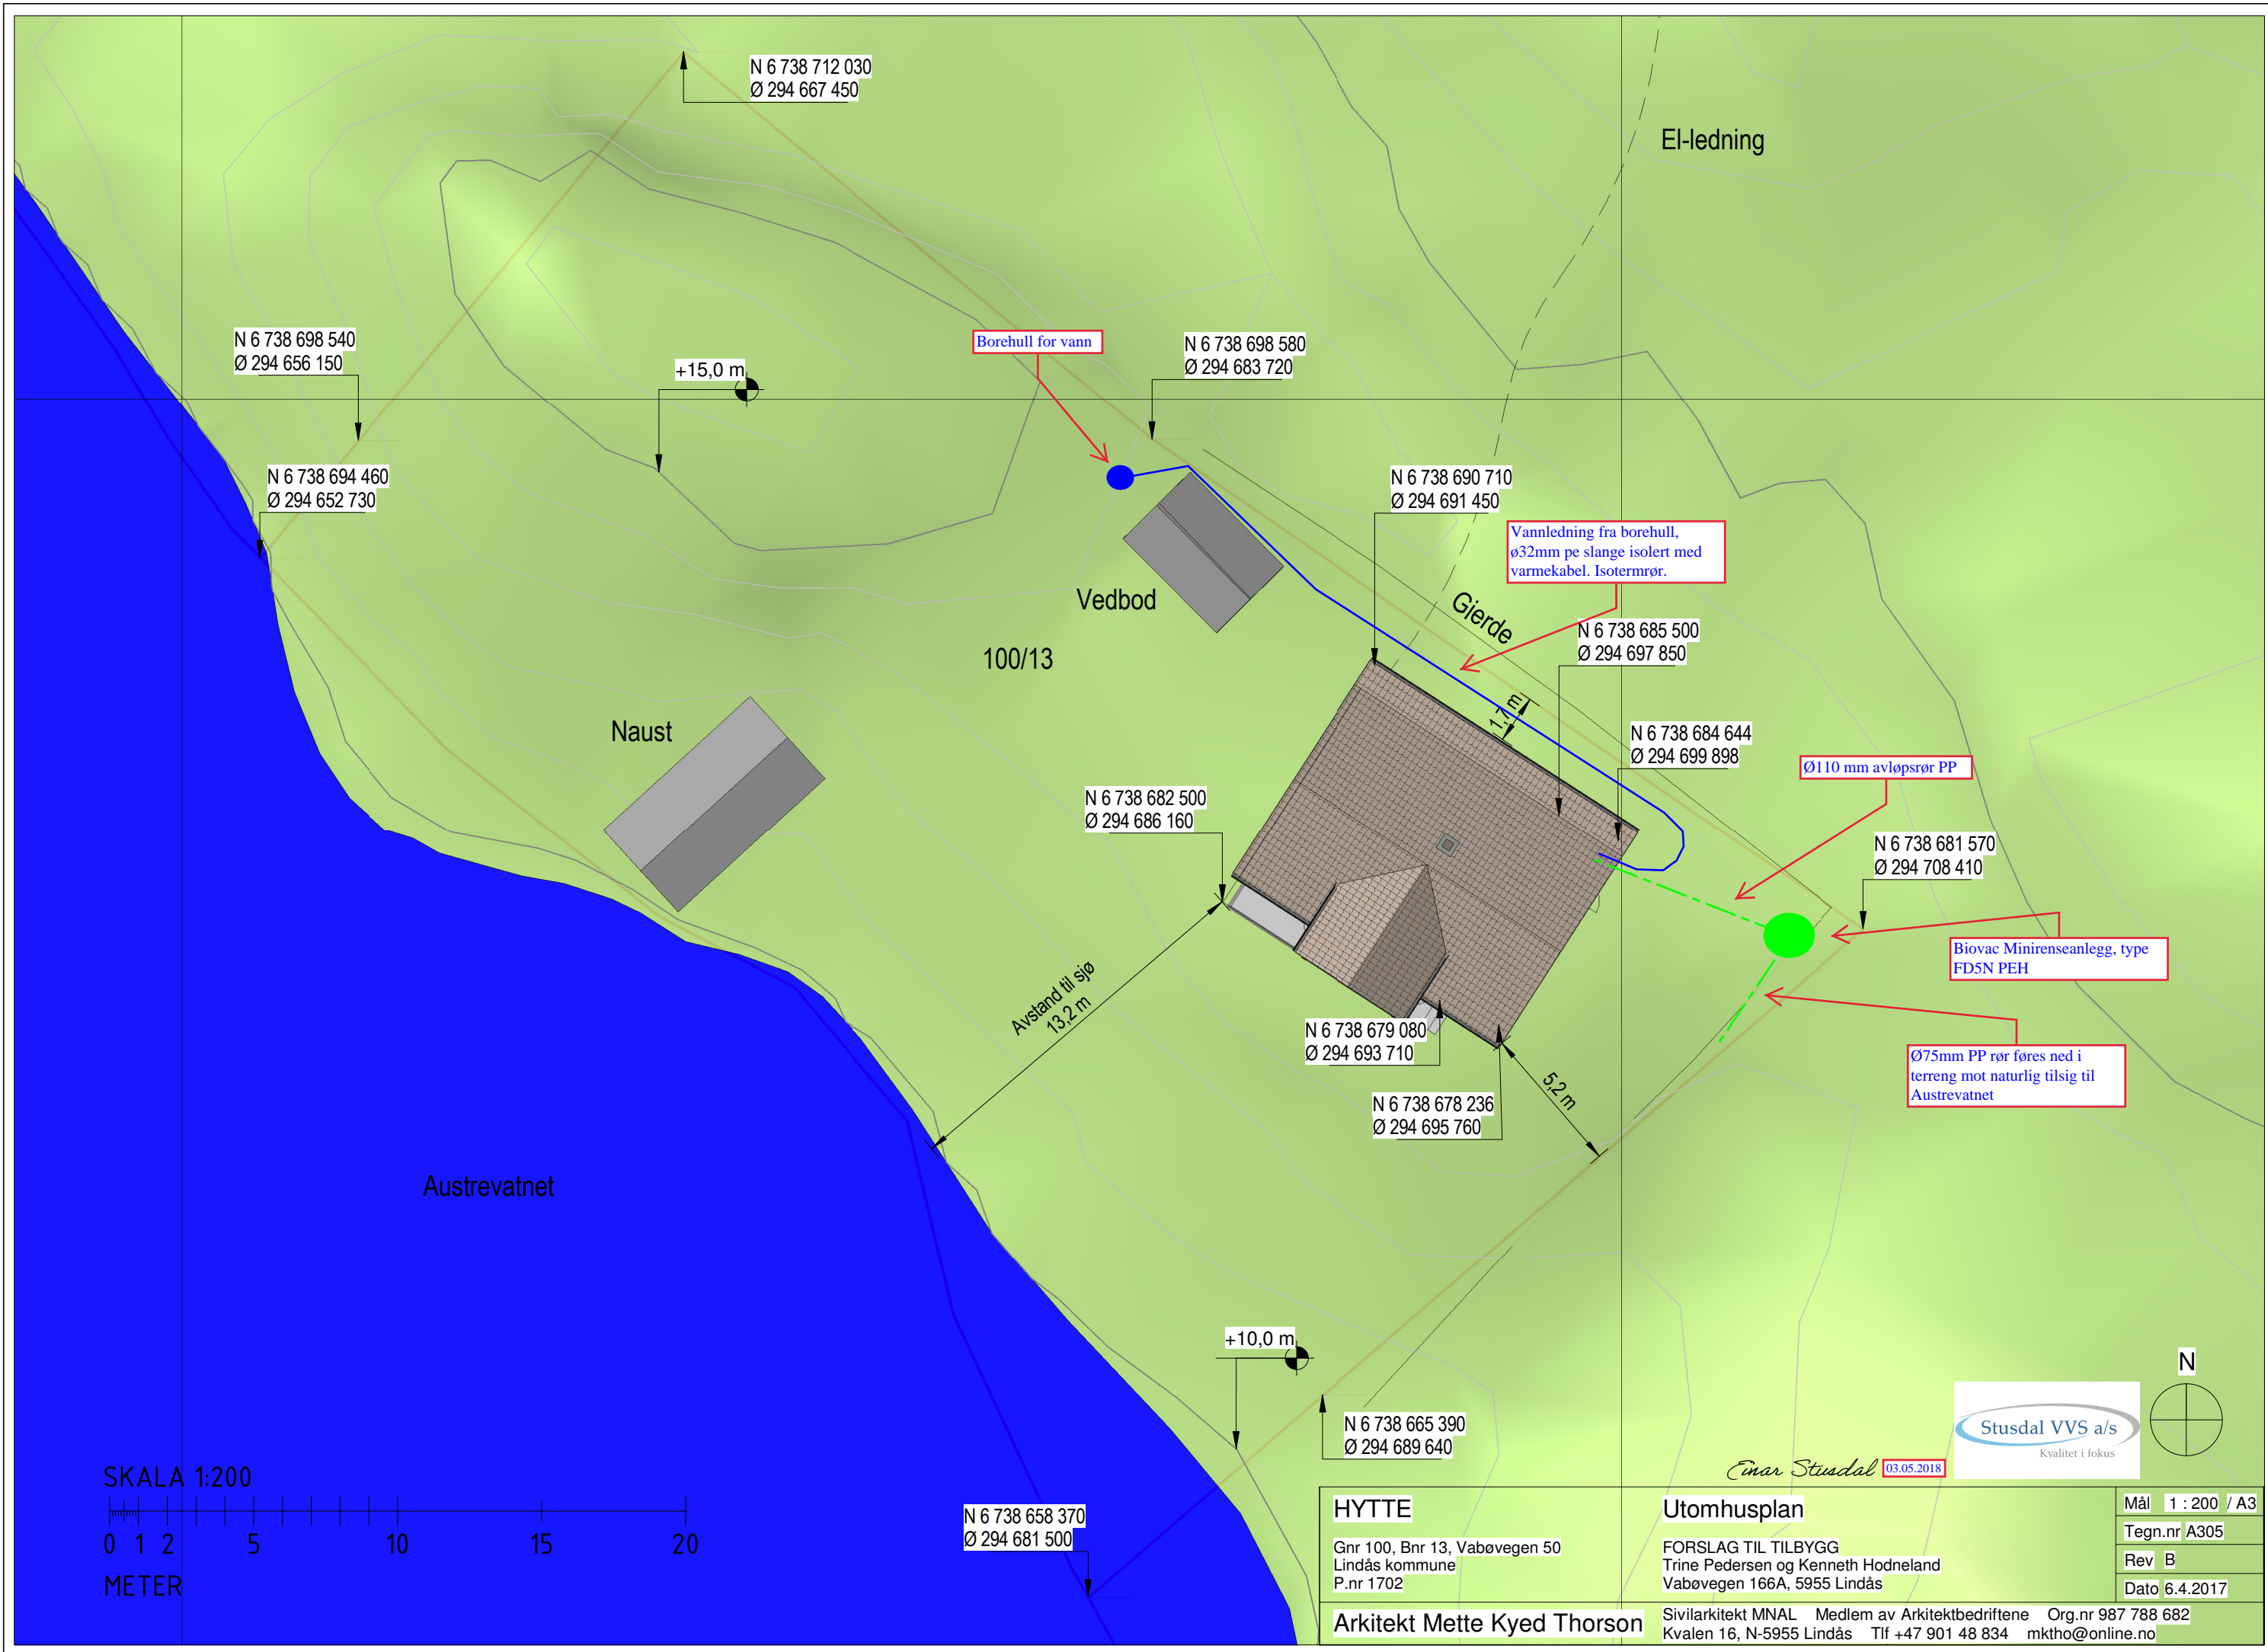 N 6 738 712 030
Ø 294 667 450
El-ledning
N 6 738 698 540
Ø 294 656 150
+15,0 m
Borehull for vann
N 6 738 698 580
Ø 294 683 720
N 6 738 694 460
Ø 294 652 730
N 6 738 690 710
Ø 294 691 450
Vannledning fra borehull,
ø32mm pe slange isolert med
varmekabel. Isotermrør.
Vedbod
Gjerde
N 6 738 685 500
Ø 294 697 850
100/13
Naust
1,7 m
N 6 738 684 644
Ø 294 699 898
Ø110 mm avløpsrør PP
N 6 738 682 500
Ø 294 686 160
N 6 738 681 570
Ø 294 708 410
Biovac Minirenseanlegg, type
FD5N PEH
Avstand til sjø
13,2 m
N 6 738 679 080
Ø 294 693 710
Ø75mm PP rør føres ned i
terreng mot naturlig tilsig til
Austrevatnet
5,2 m
N 6 738 678 236
Ø 294 695 760
Austrevatnet
+10,0 m
N
N 6 738 665 390
Ø 294 689 640
Stusdal VVS a/s
Kvalitet i fokus
Einar Stusdal
03.05.2018
SKALA 1:200
0 1 2 5 10 15 20
METER
N 6 738 658 370
Ø 294 681 500
HYTTE
Gnr 100, Bnr 13, Vabøvegen 50
Lindås kommune
P.nr 1702
Utomhusplan
FORSLAG TIL TILBYGG
Trine Pedersen og Kenneth Hodneland
Vabøvegen 166A, 5955 Lindås
Mål 1 : 200 / A3
Tegn.nr A305
Rev B
Dato 6.4.2017
Arkitekt Mette Kyed Thorson
Sivilarkitekt MNAL Medlem av Arkitektbedriftene Org.nr 987 788 682
Kvalen 16, N-5955 Lindås Tlf +47 901 48 834 mktho@online.no